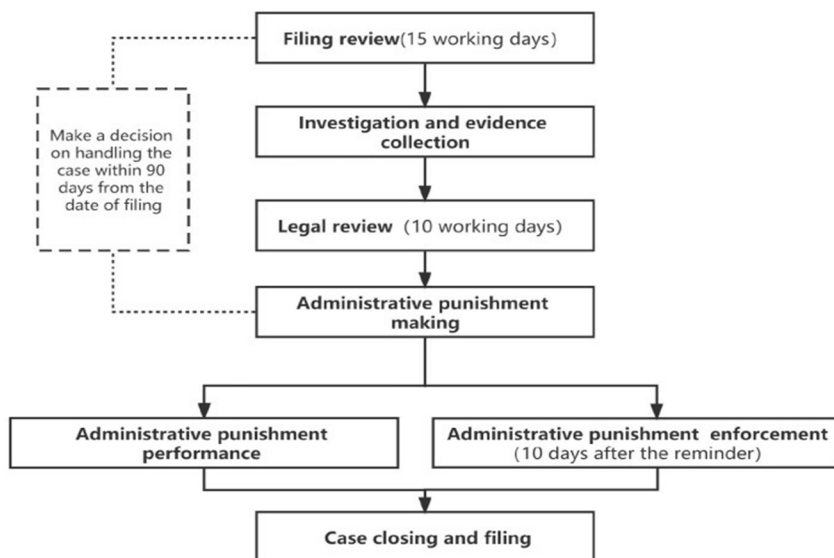 Filing review(15 working days)
Investigation and evidence
collection
Make a decision
on handling the
case within 90
days from the
date of filing
Legal review (10 working days)
Administrative punishment
making
Administrative punishment
performance
Administrative punishment enforcement
(10 days after the reminder)
Case closing and filing